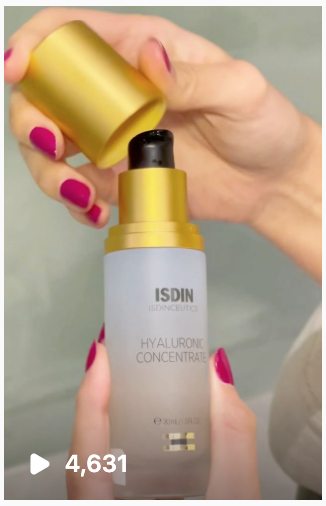 ISDIN
ISDINCEUTICS
HYALURONIC
CONCENTRATE
4,631